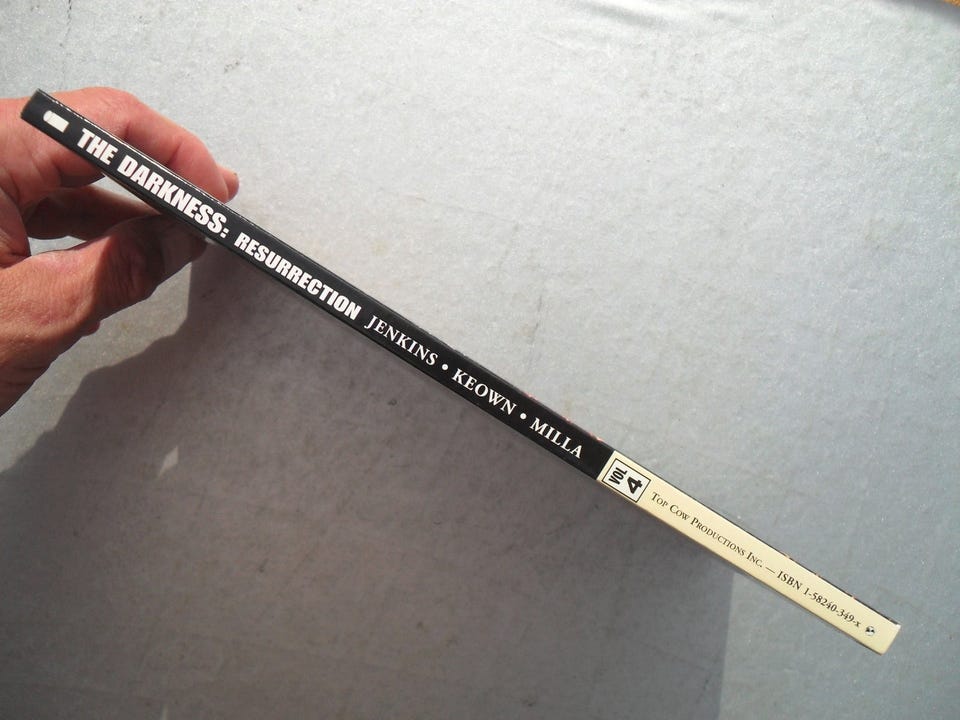 THE DARKNESS: RESURRECTION JENKINS • KEOWN • MILLA
VOL
4
TOP COW PRODUCTIONS INC. — ISBN 1-58240-349-x